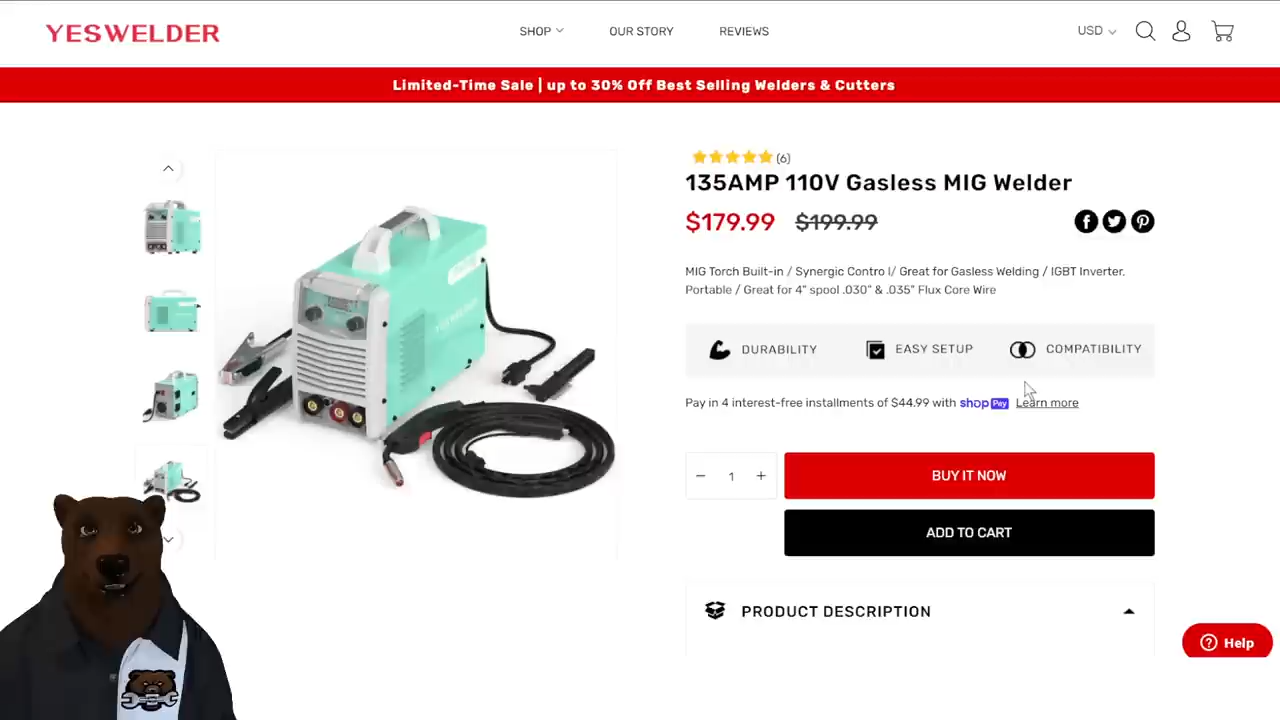 YESWELDER
SHOP
OUR STORY
REVIEWS
USD
Limited-Time Sale | up to 30% Off Best Selling Welders & Cutters
(6)
135AMP 110V Gasless MIG Welder
$179.99 $199.99
MIG Torch Built-in / Synergic Contro l/ Great for Gasless Welding / IGBT Inverter.
Portable / Great for 4" spool .030" & .035" Flux Core Wire
DURABILITY
EASY SETUP
COMPATIBILITY
Pay in 4 interest-free installments of $44.99 with shop Pay Learn more
− 1 +
BUY IT NOW
ADD TO CART
PRODUCT DESCRIPTION
Help
YESWELDER